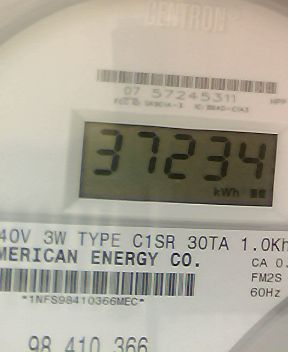 CENTRON®
07 57245311
37234
kWh
40V 3W TYPE C1SR 30TA 1.0Kh
MERICAN ENERGY CO.
CA 0.
FM2S
60Hz
*1NFS98410366MEC*
98 410 366